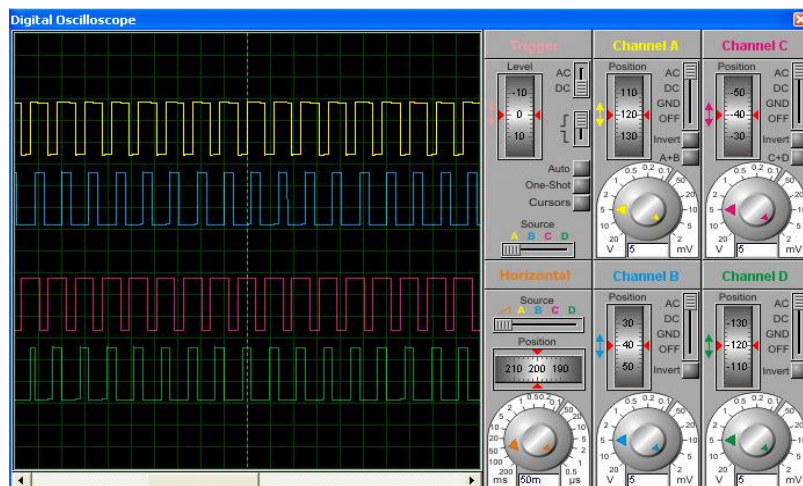 Digital Oscilloscope
Trigger
Level
-10
0
10
AC
DC
Auto
One-Shot
Cursors
Source
A B C D
Channel A
Position
110
120
130
AC
DC
GND
OFF
Invert
A+B
V 5 mV
Channel C
Position
-50
-40
-30
AC
DC
GND
OFF
Invert
C+D
V 5 mV
Horizontal
Source
A B C D
Position
210 200 190
ms 50m µs
Channel B
Position
30
40
50
AC
DC
GND
OFF
Invert
V 5 mV
Channel D
Position
-130
-120
-110
AC
DC
GND
OFF
Invert
V 5 mV